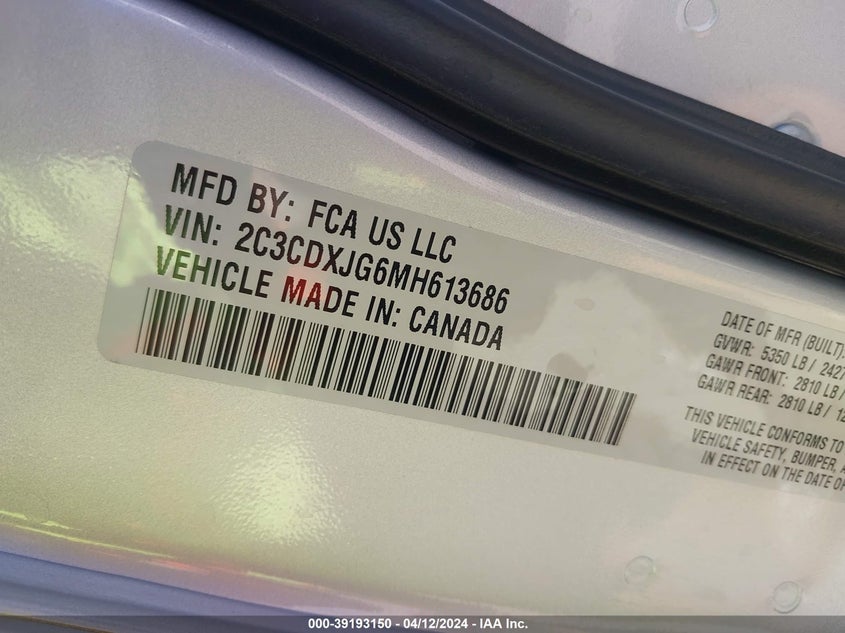 MFD BY: FCA US LLC
VIN: 2C3CDXJG6MH613686
VEHICLE MADE IN: CANADA
DATE OF MFR (BUILT):
GVWR: 5350 LB / 2427
GAWR FRONT: 2810 LB /
GAWR REAR: 2810 LB / 12
THIS VEHICLE CONFORMS TO
VEHICLE SAFETY, BUMPER,
IN EFFECT ON THE DATE OF
000-39193150 - 04/12/2024 - IAA Inc.